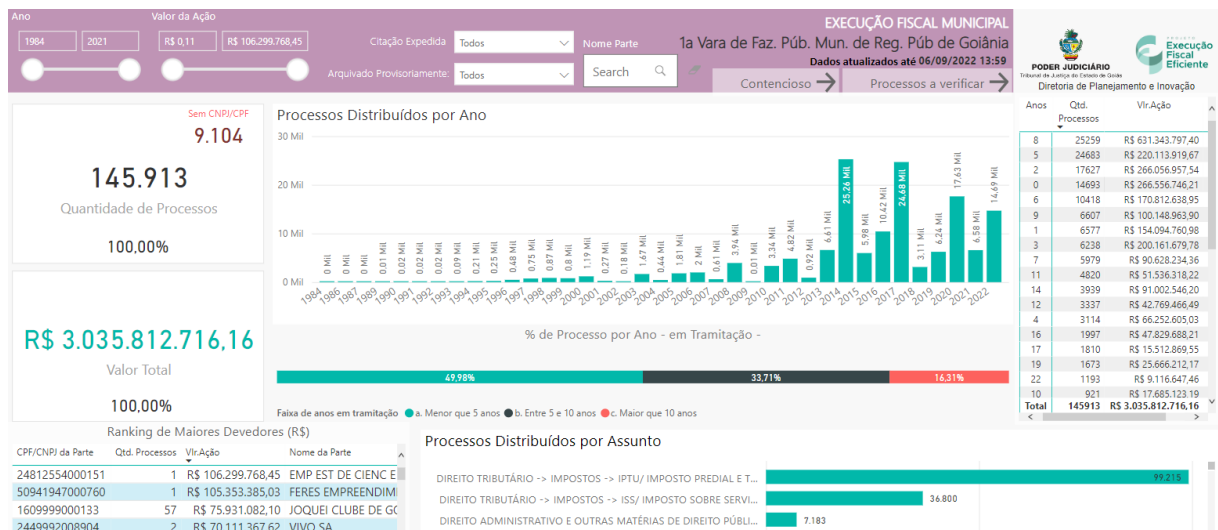 Ano
Valor da Ação
1984 2021 R$ 0,11 R$ 106.299.768,45
Citação Expedida Todos
Arquivado Provisoriamente: Todos
Nome Parte
Search
EXECUÇÃO FISCAL MUNICIPAL
1a Vara de Faz. Púb. Mun. de Reg. Púb de Goiânia
Dados atualizados até 06/09/2022 13:59
Contencioso
Processos a verificar
PODER JUDICIÁRIO
Tribunal de Justiça do Estado de Goiás
PROJETO
Execução
Fiscal
Eficiente
Diretoria de Planejamento e Inovação
Sem CNPJ/CPF
9.104
145.913
Quantidade de Processos
100,00%
R$ 3.035.812.716,16
Valor Total
100,00%
Processos Distribuídos por Ano
30 Mil
20 Mil
10 Mil
0 Mil
0 Mil 0 Mil 0 Mil 0.01 Mil 0.02 Mil 0.02 Mil 0.02 Mil 0.09 Mil 0.21 Mil 0.25 Mil 0.48 Mil 0.75 Mil 0.87 Mil 0.8 Mil 1.19 Mil 0.27 Mil 0.18 Mil 1.67 Mil 0.44 Mil 1.81 Mil 2 Mil 0.61 Mil 3.94 Mil 0.01 Mil 3.34 Mil 4.82 Mil 0.92 Mil 6.61 Mil 25.26 Mil 5.98 Mil 10.42 Mil 24.68 Mil 3.11 Mil 6.24 Mil 17.63 Mil 6.58 Mil 14.69 Mil
1984 1986 1987 1989 1990 1991 1992 1993 1994 1995 1996 1997 1998 1999 2000 2001 2002 2003 2004 2005 2006 2007 2008 2009 2010 2011 2012 2013 2014 2015 2016 2017 2018 2019 2020 2021 2022
% de Processo por Ano - em Tramitação -
49,98% 33,71% 16,31%
Faixa de anos em tramitação a. Menor que 5 anos b. Entre 5 e 10 anos c. Maior que 10 anos
Anos Qtd. Processos Vlr.Ação
8 25259 R$ 631.343.797,40
5 24683 R$ 220.113.919,67
2 17627 R$ 266.056.957,54
0 14693 R$ 266.556.746,21
6 10418 R$ 170.812.638,95
9 6607 R$ 100.148.963,90
1 6577 R$ 154.094.760,98
3 6238 R$ 200.161.679,78
7 5979 R$ 90.628.234,36
11 4820 R$ 51.536.318,22
14 3939 R$ 91.002.546,20
12 3337 R$ 42.769.466,49
4 3114 R$ 66.252.605,03
16 1997 R$ 47.829.688,21
17 1810 R$ 15.512.869,55
19 1673 R$ 25.666.212,17
22 1193 R$ 9.116.647,46
10 921 R$ 17.685.123,19
Total 145913 R$ 3.035.812.716,16
Ranking de Maiores Devedores (R$)
CPF/CNPJ da Parte Qtd. Processos Vlr.Ação Nome da Parte
24812554000151 1 R$ 106.299.768,45 EMP EST DE CIENC E
50941947000760 1 R$ 105.353.385,03 FERES EMPREENDIM
1609999000133 57 R$ 75.931.082,10 JOQUEI CLUBE DE GO
2449992008904 2 R$ 70.111.367,62 VIVO SA
Processos Distribuídos por Assunto
DIREITO TRIBUTÁRIO -> IMPOSTOS -> IPTU/ IMPOSTO PREDIAL E T... 99.215
DIREITO TRIBUTÁRIO -> IMPOSTOS -> ISS/ IMPOSTO SOBRE SERVI... 36.800
DIREITO ADMINISTRATIVO E OUTRAS MATÉRIAS DE DIREITO PÚBLI... 7.183